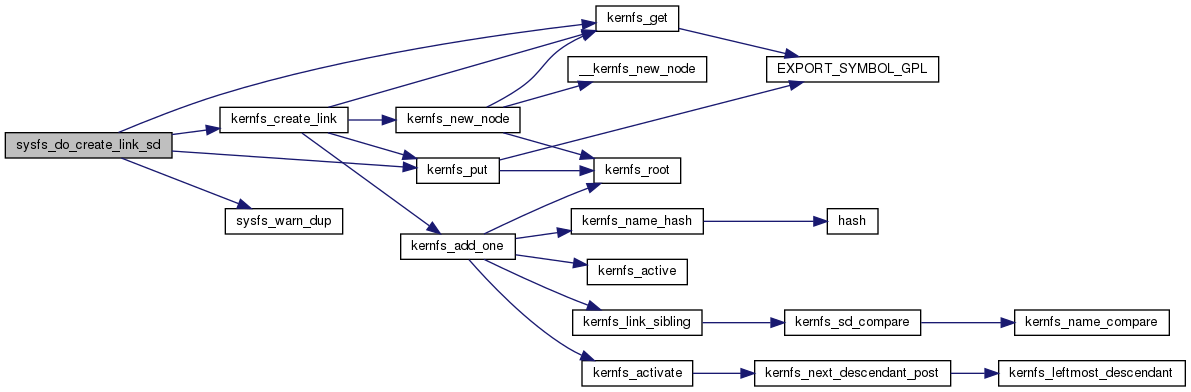 kernfs_get
EXPORT_SYMBOL_GPL
__kernfs_new_node
kernfs_create_link
kernfs_new_node
sysfs_do_create_link_sd
kernfs_put
kernfs_root
sysfs_warn_dup
kernfs_name_hash
hash
kernfs_add_one
kernfs_active
kernfs_link_sibling
kernfs_sd_compare
kernfs_name_compare
kernfs_activate
kernfs_next_descendant_post
kernfs_leftmost_descendant